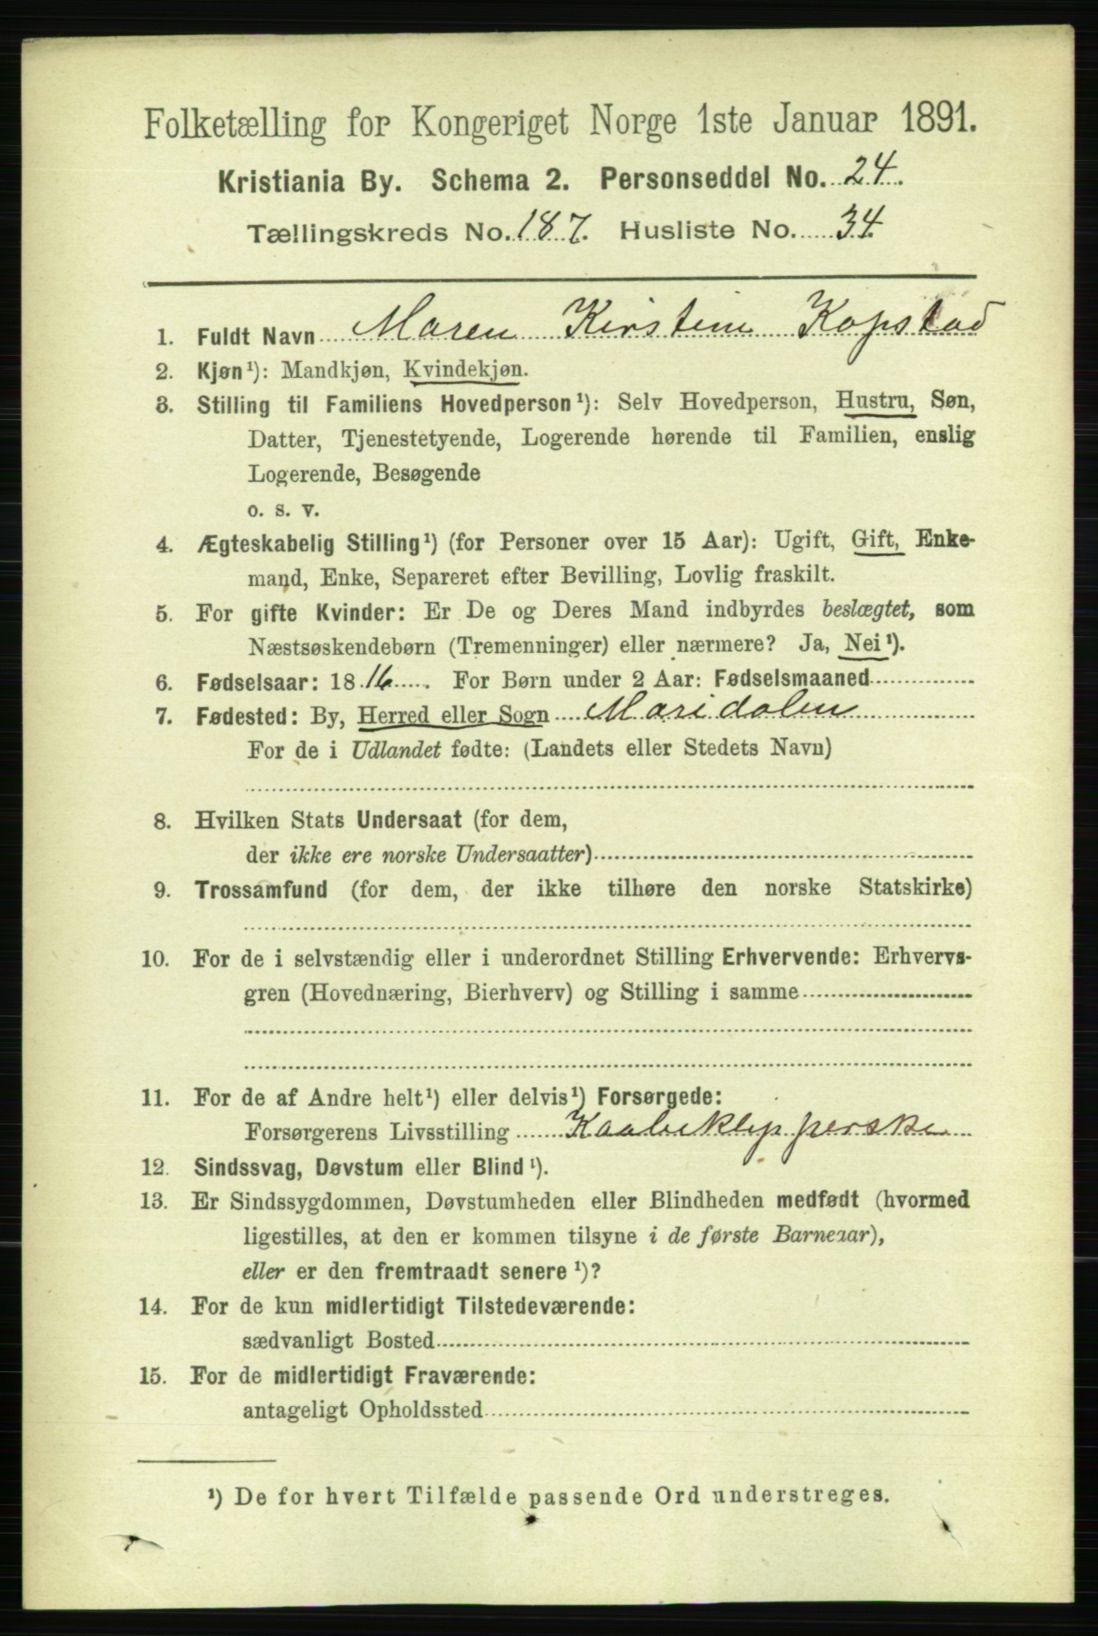 Folketælling for Kongeriget Norge 1ste Januar 1891.
Kristiania By. Schema 2. Personseddel No. 24.
Tællingskreds No. 187. Husliste No. 34.
1. Fuldt Navn Maren Kirstine Kopstad
2. Kjøn¹): Mandkjøn, Kvindekjøn.
3. Stilling til Familiens Hovedperson¹): Selv Hovedperson, Hustru, Søn,
Datter, Tjenestetyende, Logerende hørende til Familien, enslig
Logerende, Besøgende
o. s. v.
4. Ægteskabelig Stilling¹) (for Personer over 15 Aar): Ugift, Gift, Enke-
mand, Enke, Separeret efter Bevilling, Lovlig fraskilt.
5. For gifte Kvinder: Er De og Deres Mand indbyrdes beslægtet, som
Næstsøskendebørn (Tremenninger) eller nærmere? Ja, Nei¹).
6. Fødselsaar: 1816. For Børn under 2 Aar: Fødselsmaaned
7. Fødested: By, Herred eller Sogn Maridalen
For de i Udlandet fødte: (Landets eller Stedets Navn)
8. Hvilken Stats Undersaat (for dem,
der ikke ere norske Undersaatter)
9. Trossamfund (for dem, der ikke tilhøre den norske Statskirke)
10. For de i selvstændig eller i underordnet Stilling Erhvervende: Erhvervs-
gren (Hovednæring, Bierhverv) og Stilling i samme
11. For de af Andre helt¹) eller delvis¹) Forsørgede:
Forsørgerens Livsstilling
12. Sindssvag, Døvstum eller Blind¹).
13. Er Sindssygdommen, Døvstumheden eller Blindheden medfødt (hvormed
ligestilles, at den er kommen tilsyne i de første Barneaar),
eller er den fremtraadt senere¹)?
14. For de kun midlertidigt Tilstedeværende:
sædvanligt Bosted
15. For de midlertidigt Fraværende:
antageligt Opholdssted
¹) De for hvert Tilfælde passende Ord understreges.